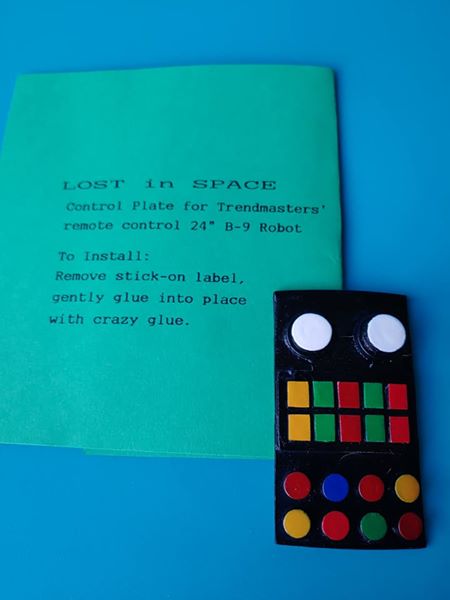 LOST in SPACE
Control Plate for Trendmasters'
remote control 24" B-9 Robot
To Install:
Remove stick-on label,
gently glue into place
with crazy glue.